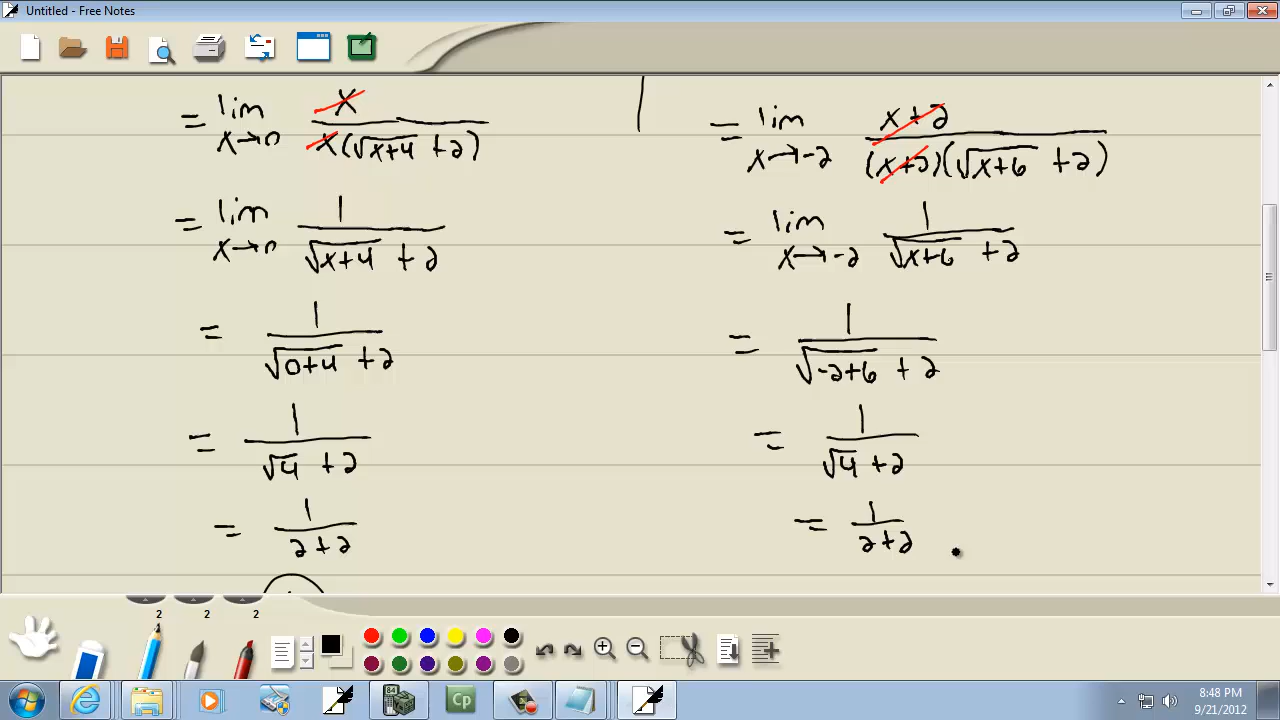 Untitled - Free Notes
= lim x→0 x / x(√x+4 + 2)
= lim x→0 1 / √x+4 + 2
= 1 / √0+4 + 2
= 1 / √4 + 2
= 1 / 2+2
= lim x→-2 x+2 / (x+2)(√x+6 + 2)
= lim x→-2 1 / √x+6 + 2
= 1 / √-2+6 + 2
= 1 / √4 + 2
= 1 / 2+2
2 2 2
Cp
8:48 PM
9/21/2012